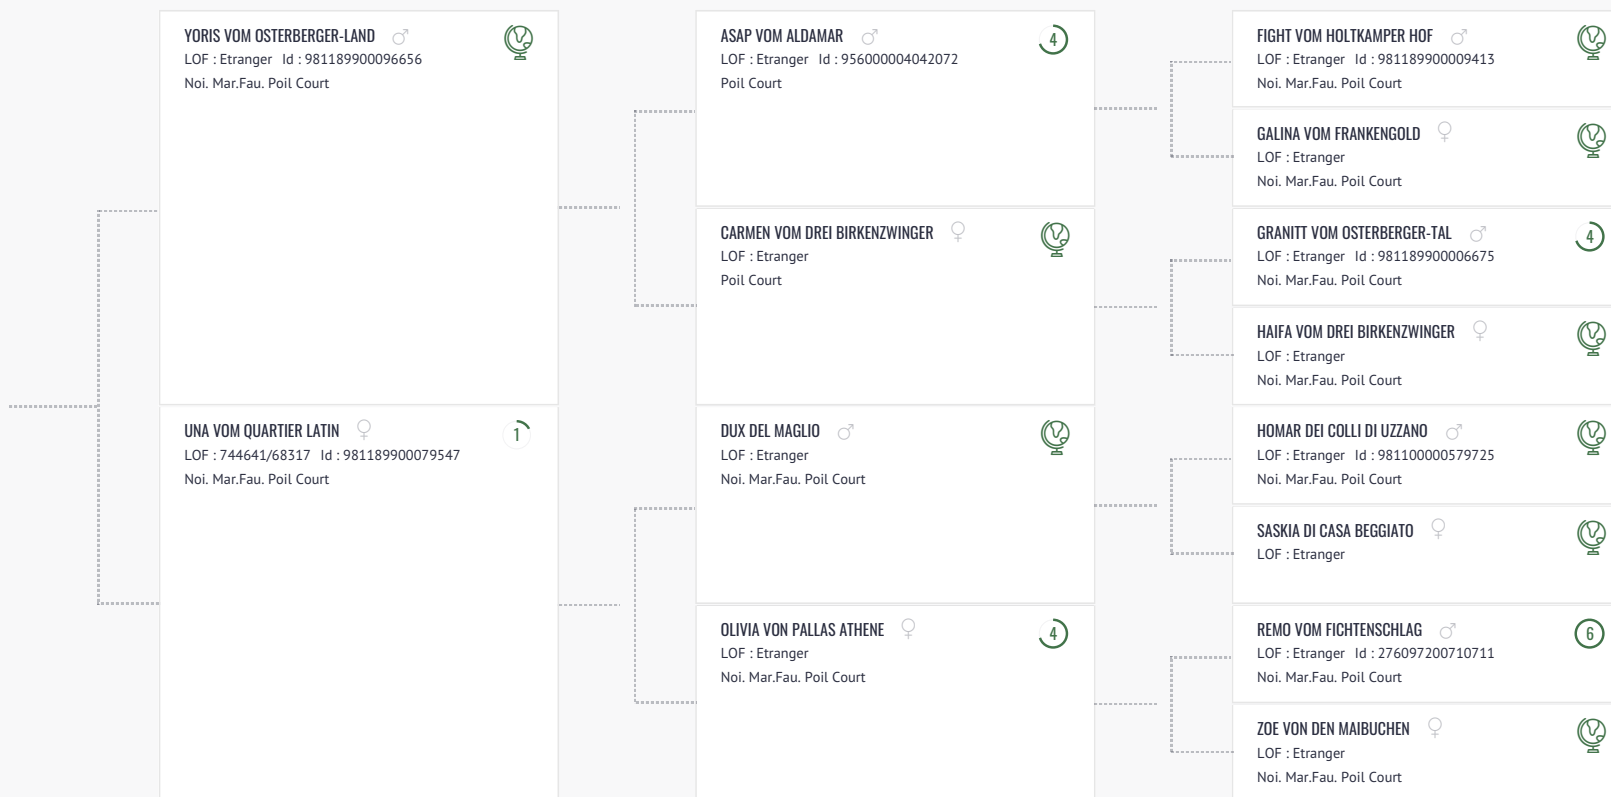 YORIS VOM OSTERBERGER-LAND
LOF : Etranger Id : 981189900096656
Noi. Mar.Fau. Poil Court
UNA VOM QUARTIER LATIN
1
LOF : 744641/68317 Id : 981189900079547
Noi. Mar.Fau. Poil Court
ASAP VOM ALDAMAR
4
LOF : Etranger Id : 956000004042072
Poil Court
CARMEN VOM DREI BIRKENZWINGER
LOF : Etranger
Poil Court
DUX DEL MAGLIO
LOF : Etranger
Noi. Mar.Fau. Poil Court
OLIVIA VON PALLAS ATHENE
4
LOF : Etranger
Noi. Mar.Fau. Poil Court
FIGHT VOM HOLTKAMPER HOF
LOF : Etranger Id : 981189900009413
Noi. Mar.Fau. Poil Court
GALINA VOM FRANKENGOLD
LOF : Etranger
Noi. Mar.Fau. Poil Court
GRANITT VOM OSTERBERGER-TAL
4
LOF : Etranger Id : 981189900006675
Noi. Mar.Fau. Poil Court
HAIFA VOM DREI BIRKENZWINGER
LOF : Etranger
Noi. Mar.Fau. Poil Court
HOMAR DEI COLLI DI UZZANO
LOF : Etranger Id : 981100000579725
Noi. Mar.Fau. Poil Court
SASKIA DI CASA BEGGIATO
LOF : Etranger
REMO VOM FICHTENSCHLAG
6
LOF : Etranger Id : 276097200710711
Noi. Mar.Fau. Poil Court
ZOE VON DEN MAIBUCHEN
LOF : Etranger
Noi. Mar.Fau. Poil Court